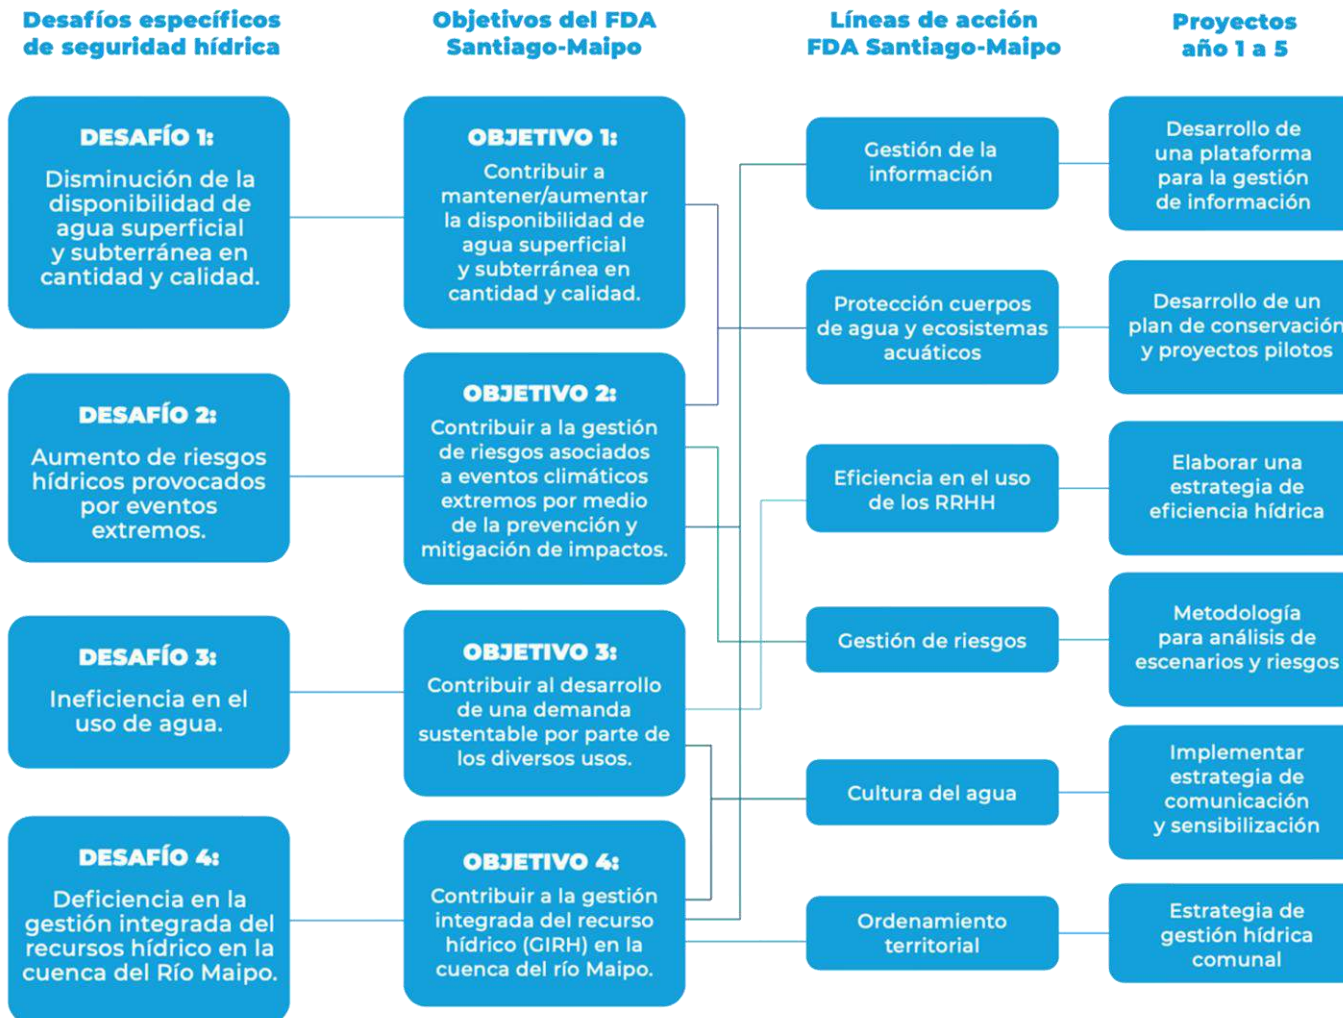 Desafíos específicos
de seguridad hídrica
Objetivos del FDA
Santiago-Maipo
Líneas de acción
FDA Santiago-Maipo
Proyectos
año 1 a 5
DESAFÍO 1:
Disminución de la
disponibilidad de
agua superficial
y subterránea en
cantidad y calidad.
DESAFÍO 2:
Aumento de riesgos
hídricos provocados
por eventos
extremos.
DESAFÍO 3:
Ineficiencia en el
uso de agua.
DESAFÍO 4:
Deficiencia en la
gestión integrada del
recursos hídrico en la
cuenca del Río Maipo.
OBJETIVO 1:
Contribuir a
mantener/aumentar
la disponibilidad de
agua superficial
y subterránea en
cantidad y calidad.
OBJETIVO 2:
Contribuir a la gestión
de riesgos asociados
a eventos climáticos
extremos por medio
de la prevención y
mitigación de impactos.
OBJETIVO 3:
Contribuir al desarrollo
de una demanda
sustentable por parte de
los diversos usos.
OBJETIVO 4:
Contribuir a la gestión
integrada del recurso
hídrico (GIRH) en la
cuenca del río Maipo.
Gestión de la
información
Protección cuerpos
de agua y ecosistemas
acuáticos
Eficiencia en el uso
de los RRHH
Gestión de riesgos
Cultura del agua
Ordenamiento
territorial
Desarrollo de
una plataforma
para la gestión
de información
Desarrollo de un
plan de conservación
y proyectos pilotos
Elaborar una
estrategia de
eficiencia hídrica
Metodología
para análisis de
escenarios y riesgos
Implementar
estrategia de
comunicación
y sensibilización
Estrategia de
gestión hídrica
comunal